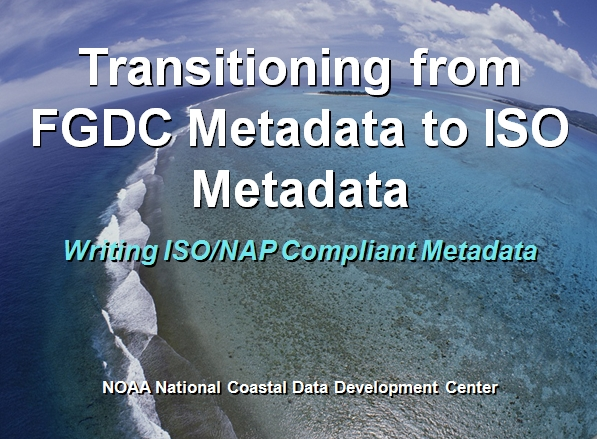 Transitioning from
FGDC Metadata to ISO
Metadata
Writing ISO/NAP Compliant Metadata
NOAA National Coastal Data Development Center